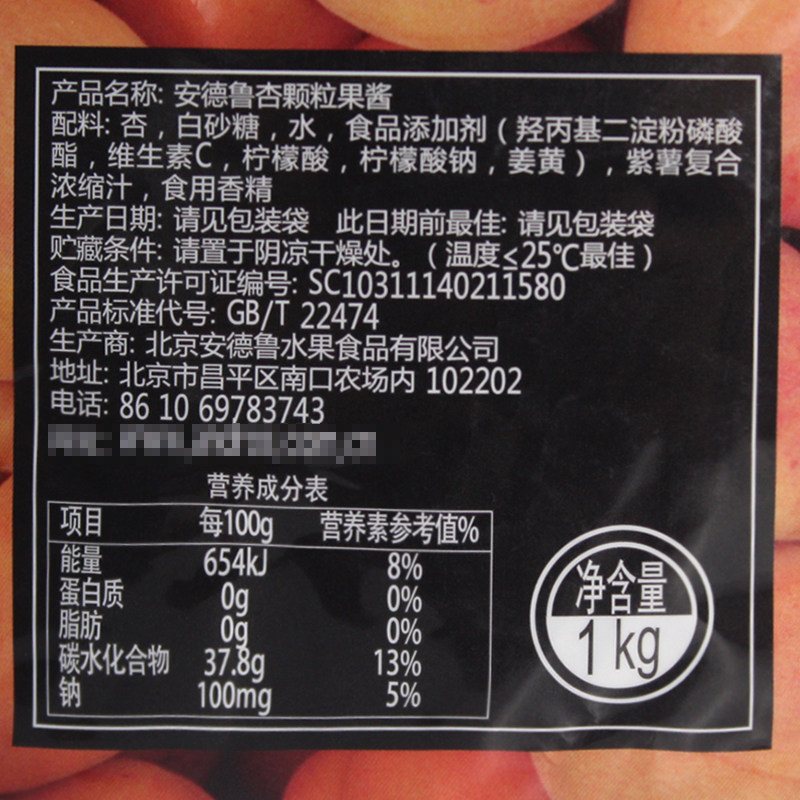 产品名称: 安德鲁杏颗粒果酱
配料: 杏，白砂糖，水，食品添加剂（羟丙基二淀粉磷酸
酯，维生素C，柠檬酸，柠檬酸钠，姜黄），紫薯复合
浓缩汁，食用香精
生产日期: 请见包装袋 此日期前最佳: 请见包装袋
贮藏条件: 请置于阴凉干燥处。（温度≤25℃最佳）
食品生产许可证编号: SC10311140211580
产品标准代号: GB/T 22474
生产商: 北京安德鲁水果食品有限公司
地址: 北京市昌平区南口农场内 102202
电话: 86 10 69783743
营养成分表
项目 每100g 营养素参考值%
能量 654kJ 8%
蛋白质 0g 0%
脂肪 0g 0%
碳水化合物 37.8g 13%
钠 100mg 5%
净含量
1 kg